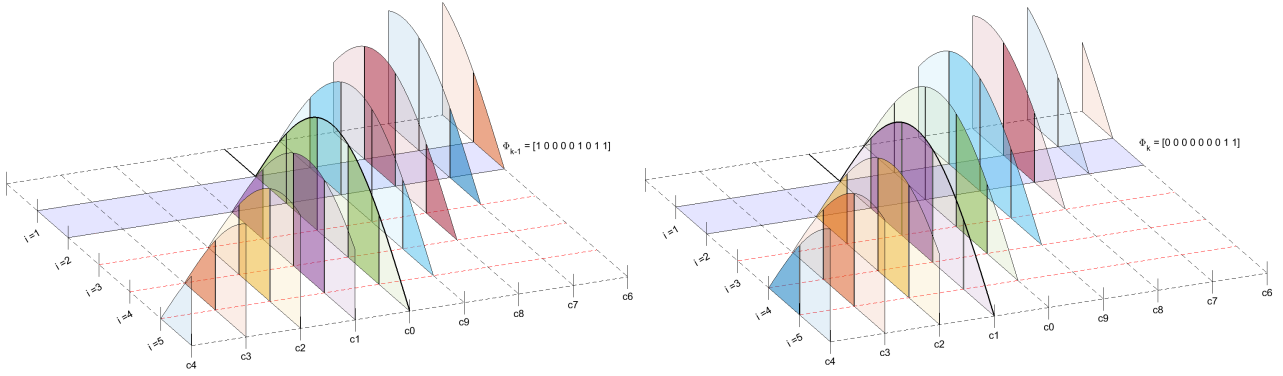 Φk-1 = [1 0 0 0 0 1 0 1 1]
i =1
i =2
i =3
i =4
i =5
c4
c3
c2
c1
c0
c9
c8
c7
c6
Φk = [0 0 0 0 0 0 0 1 1]
i =1
i =2
i =3
i =4
i =5
c4
c3
c2
c1
c0
c9
c8
c7
c6